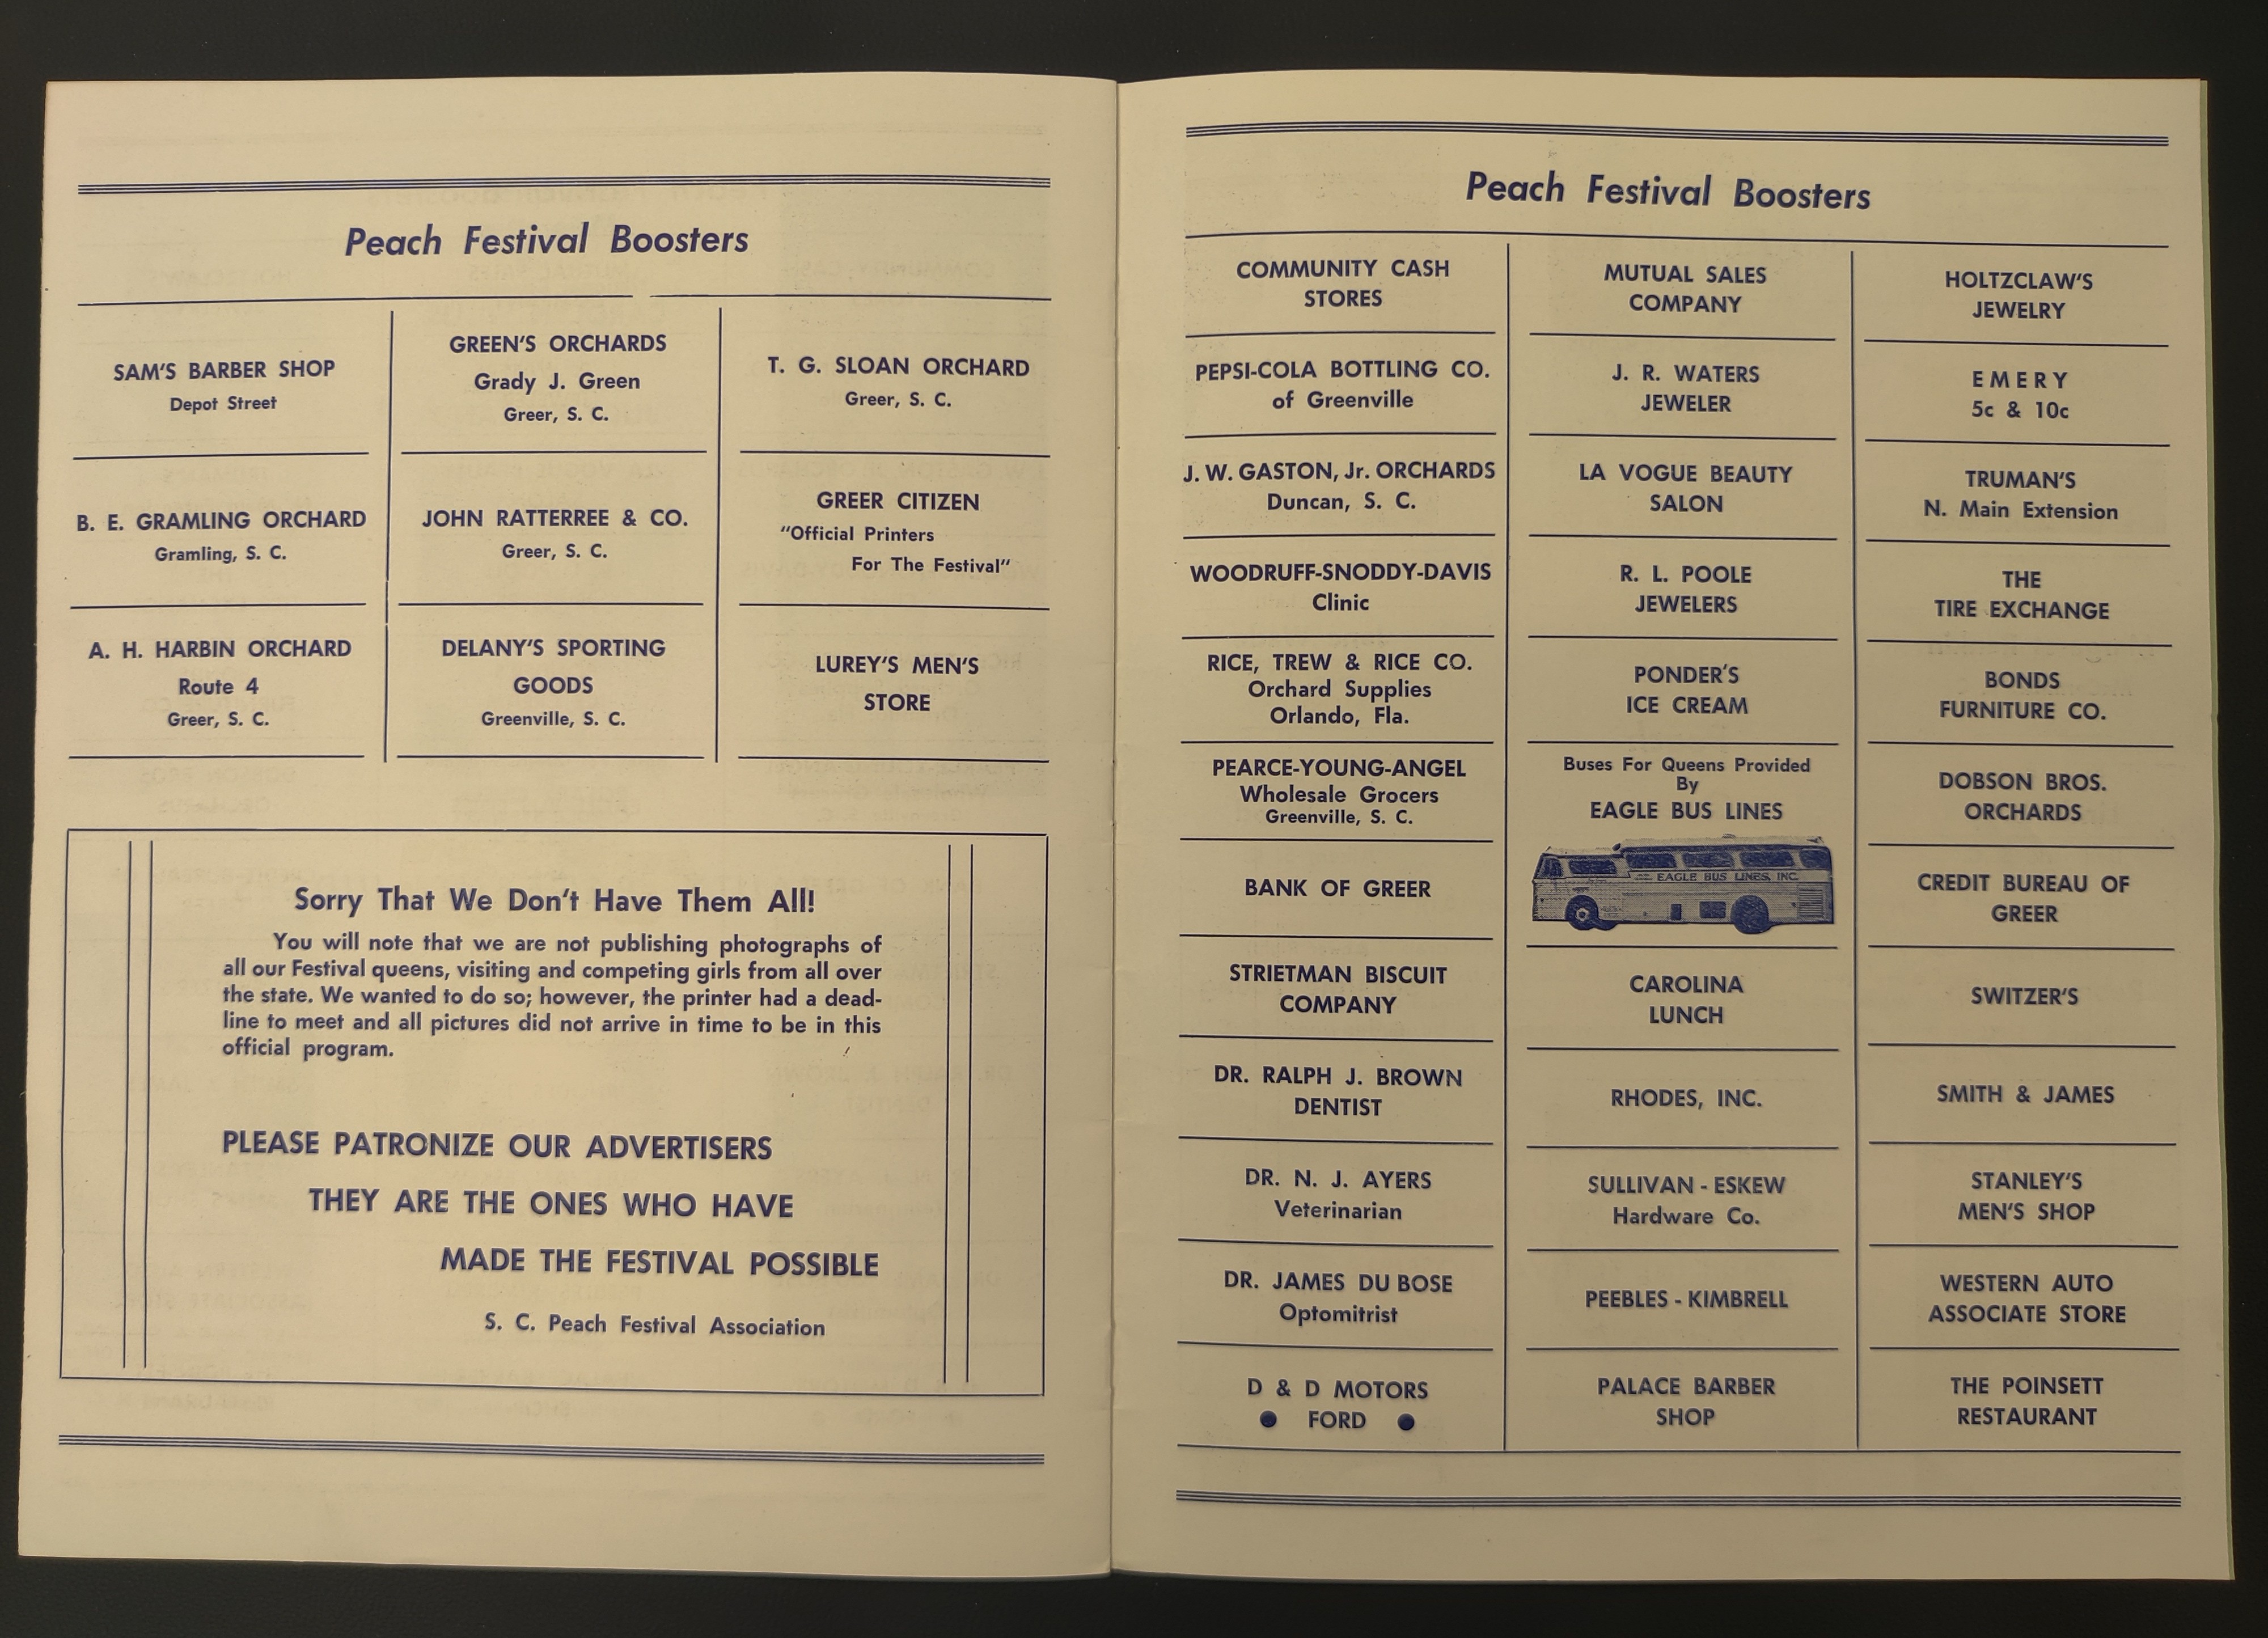 Peach Festival Boosters
SAM'S BARBER SHOP
Depot Street
GREEN'S ORCHARDS
Grady J. Green
Greer, S. C.
T. G. SLOAN ORCHARD
Greer, S. C.
B. E. GRAMLING ORCHARD
Gramling, S. C.
JOHN RATTERREE & CO.
Greer, S. C.
GREER CITIZEN
"Official Printers
For The Festival"
A. H. HARBIN ORCHARD
Route 4
Greer, S. C.
DELANY'S SPORTING
GOODS
Greenville, S. C.
LUREY'S MEN'S
STORE
Sorry That We Don't Have Them All!
You will note that we are not publishing photographs of
all our Festival queens, visiting and competing girls from all over
the state. We wanted to do so; however, the printer had a dead-
line to meet and all pictures did not arrive in time to be in this
official program.
PLEASE PATRONIZE OUR ADVERTISERS
THEY ARE THE ONES WHO HAVE
MADE THE FESTIVAL POSSIBLE
S. C. Peach Festival Association
Peach Festival Boosters
COMMUNITY CASH
STORES
PEPSI-COLA BOTTLING CO.
of Greenville
J. W. GASTON, Jr. ORCHARDS
Duncan, S. C.
WOODRUFF-SNODDY-DAVIS
Clinic
RICE, TREW & RICE CO.
Orchard Supplies
Orlando, Fla.
PEARCE-YOUNG-ANGEL
Wholesale Grocers
Greenville, S. C.
BANK OF GREER
STRIETMAN BISCUIT
COMPANY
DR. RALPH J. BROWN
DENTIST
DR. N. J. AYERS
Veterinarian
DR. JAMES DU BOSE
Optomitrist
D & D MOTORS
● FORD ●
MUTUAL SALES
COMPANY
J. R. WATERS
JEWELER
LA VOGUE BEAUTY
SALON
R. L. POOLE
JEWELERS
PONDER'S
ICE CREAM
Buses For Queens Provided
By
EAGLE BUS LINES
EAGLE BUS LINES, INC.
CAROLINA
LUNCH
RHODES, INC.
SULLIVAN - ESKEW
Hardware Co.
PEEBLES - KIMBRELL
PALACE BARBER
SHOP
HOLTZCLAW'S
JEWELRY
EMERY
5c & 10c
TRUMAN'S
N. Main Extension
THE
TIRE EXCHANGE
BONDS
FURNITURE CO.
DOBSON BROS.
ORCHARDS
CREDIT BUREAU OF
GREER
SWITZER'S
SMITH & JAMES
STANLEY'S
MEN'S SHOP
WESTERN AUTO
ASSOCIATE STORE
THE POINSETT
RESTAURANT